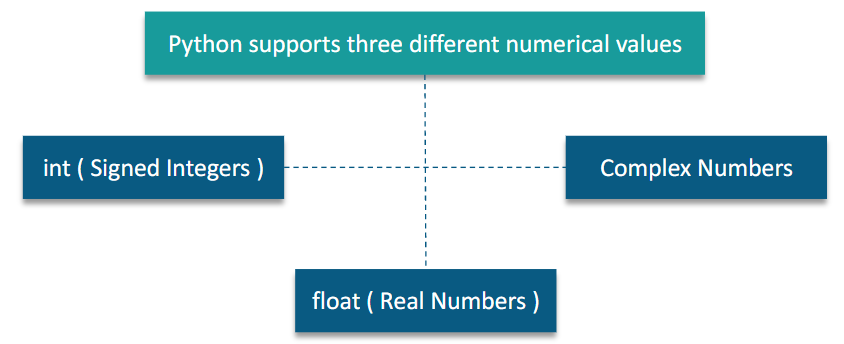 Python supports three different numerical values
int ( Signed Integers )
Complex Numbers
float ( Real Numbers )